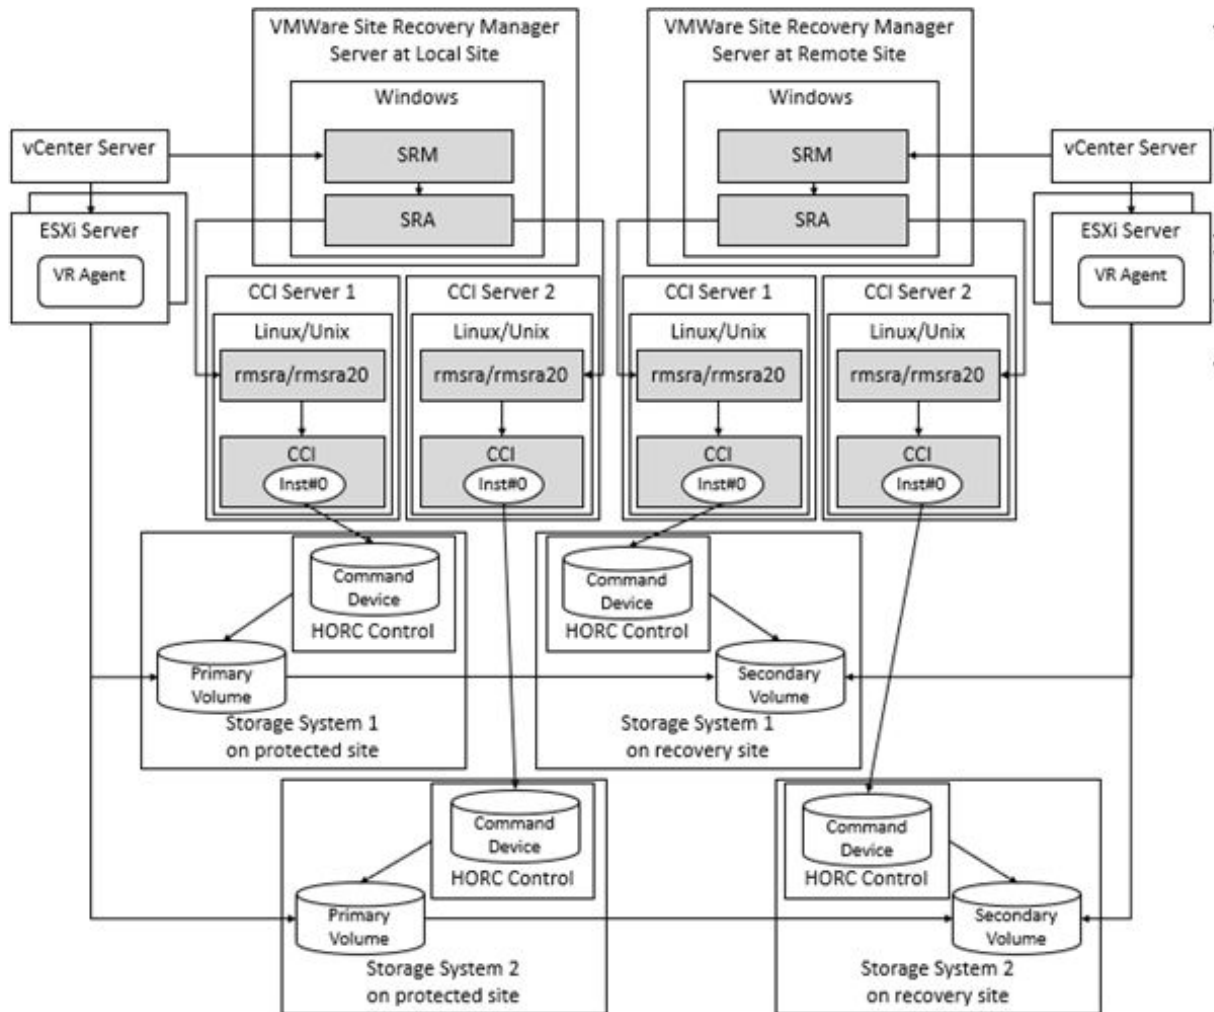 VMWare Site Recovery Manager
Server at Local Site
Windows
SRM
SRA
VMWare Site Recovery Manager
Server at Remote Site
Windows
SRM
SRA
vCenter Server
ESXi Server
VR Agent
vCenter Server
ESXi Server
VR Agent
CCI Server 1
Linux/Unix
rmsra/rmsra20
CCI
Inst#0
CCI Server 2
Linux/Unix
rmsra/rmsra20
CCI
Inst#0
CCI Server 1
Linux/Unix
rmsra/rmsra20
CCI
Inst#0
CCI Server 2
Linux/Unix
rmsra/rmsra20
CCI
Inst#0
Command
Device
HORC Control
Primary
Volume
Storage System 1
on protected site
Command
Device
HORC Control
Secondary
Volume
Storage System 1
on recovery site
Command
Device
HORC Control
Primary
Volume
Storage System 2
on protected site
Command
Device
HORC Control
Secondary
Volume
Storage System 2
on recovery site